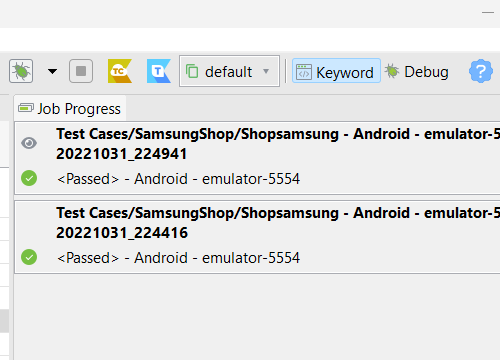 TC
T
default
Keyword
Debug
?
Job Progress
Test Cases/SamsungShop/Shopsamsung - Android - emulator-5
20221031_224941
<Passed> - Android - emulator-5554
Test Cases/SamsungShop/Shopsamsung - Android - emulator-5
20221031_224416
<Passed> - Android - emulator-5554